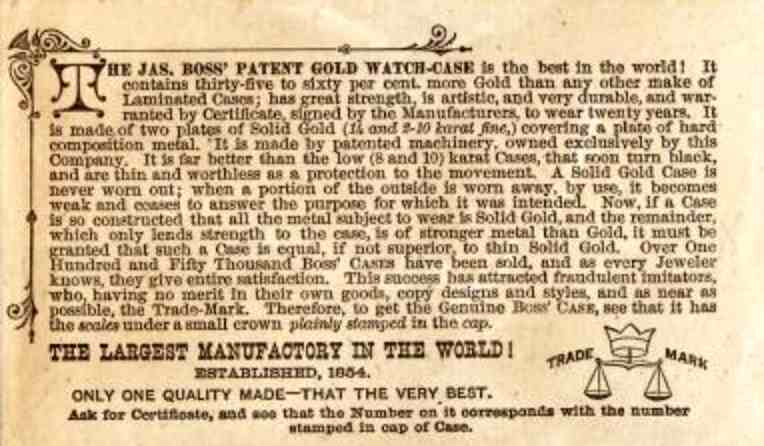 THE JAS. BOSS' PATENT GOLD WATCH-CASE is the best in the world! It
contains thirty-five to sixty per cent. more Gold than any other make of
Laminated Cases; has great strength, is artistic, and very durable, and war-
ranted by Certificate, signed by the Manufacturers, to wear twenty years. It
is made of two plates of Solid Gold (14 and 2-10 karat fine,) covering a plate of hard
composition metal. It is made by patented machinery, owned exclusively by this
Company. It is far better than the low (8 and 10) karat Cases, that soon turn black,
and are thin and worthless as a protection to the movement. A Solid Gold Case is
never worn out; when a portion of the outside is worn away, by use, it becomes
weak and ceases to answer the purpose for which it was intended. Now, if a Case
is so constructed that all the metal subject to wear is Solid Gold, and the remainder,
which only lends strength to the case, is of stronger metal than Gold, it must be
granted that such a Case is equal, if not superior, to thin Solid Gold. Over One
Hundred and Fifty Thousand BOSS' CASES have been sold, and as every Jeweler
knows, they give entire satisfaction. This success has attracted fraudulent imitators,
who, having no merit in their own goods, copy designs and styles, and as near as
possible, the Trade-Mark. Therefore, to get the Genuine BOSS' CASE, see that it has
the scales under a small crown plainly stamped in the cap.
THE LARGEST MANUFACTORY IN THE WORLD!
ESTABLISHED, 1854.
ONLY ONE QUALITY MADE—THAT THE VERY BEST.
TRADE MARK
Ask for Certificate, and see that the Number on it corresponds with the number
stamped in cap of Case.